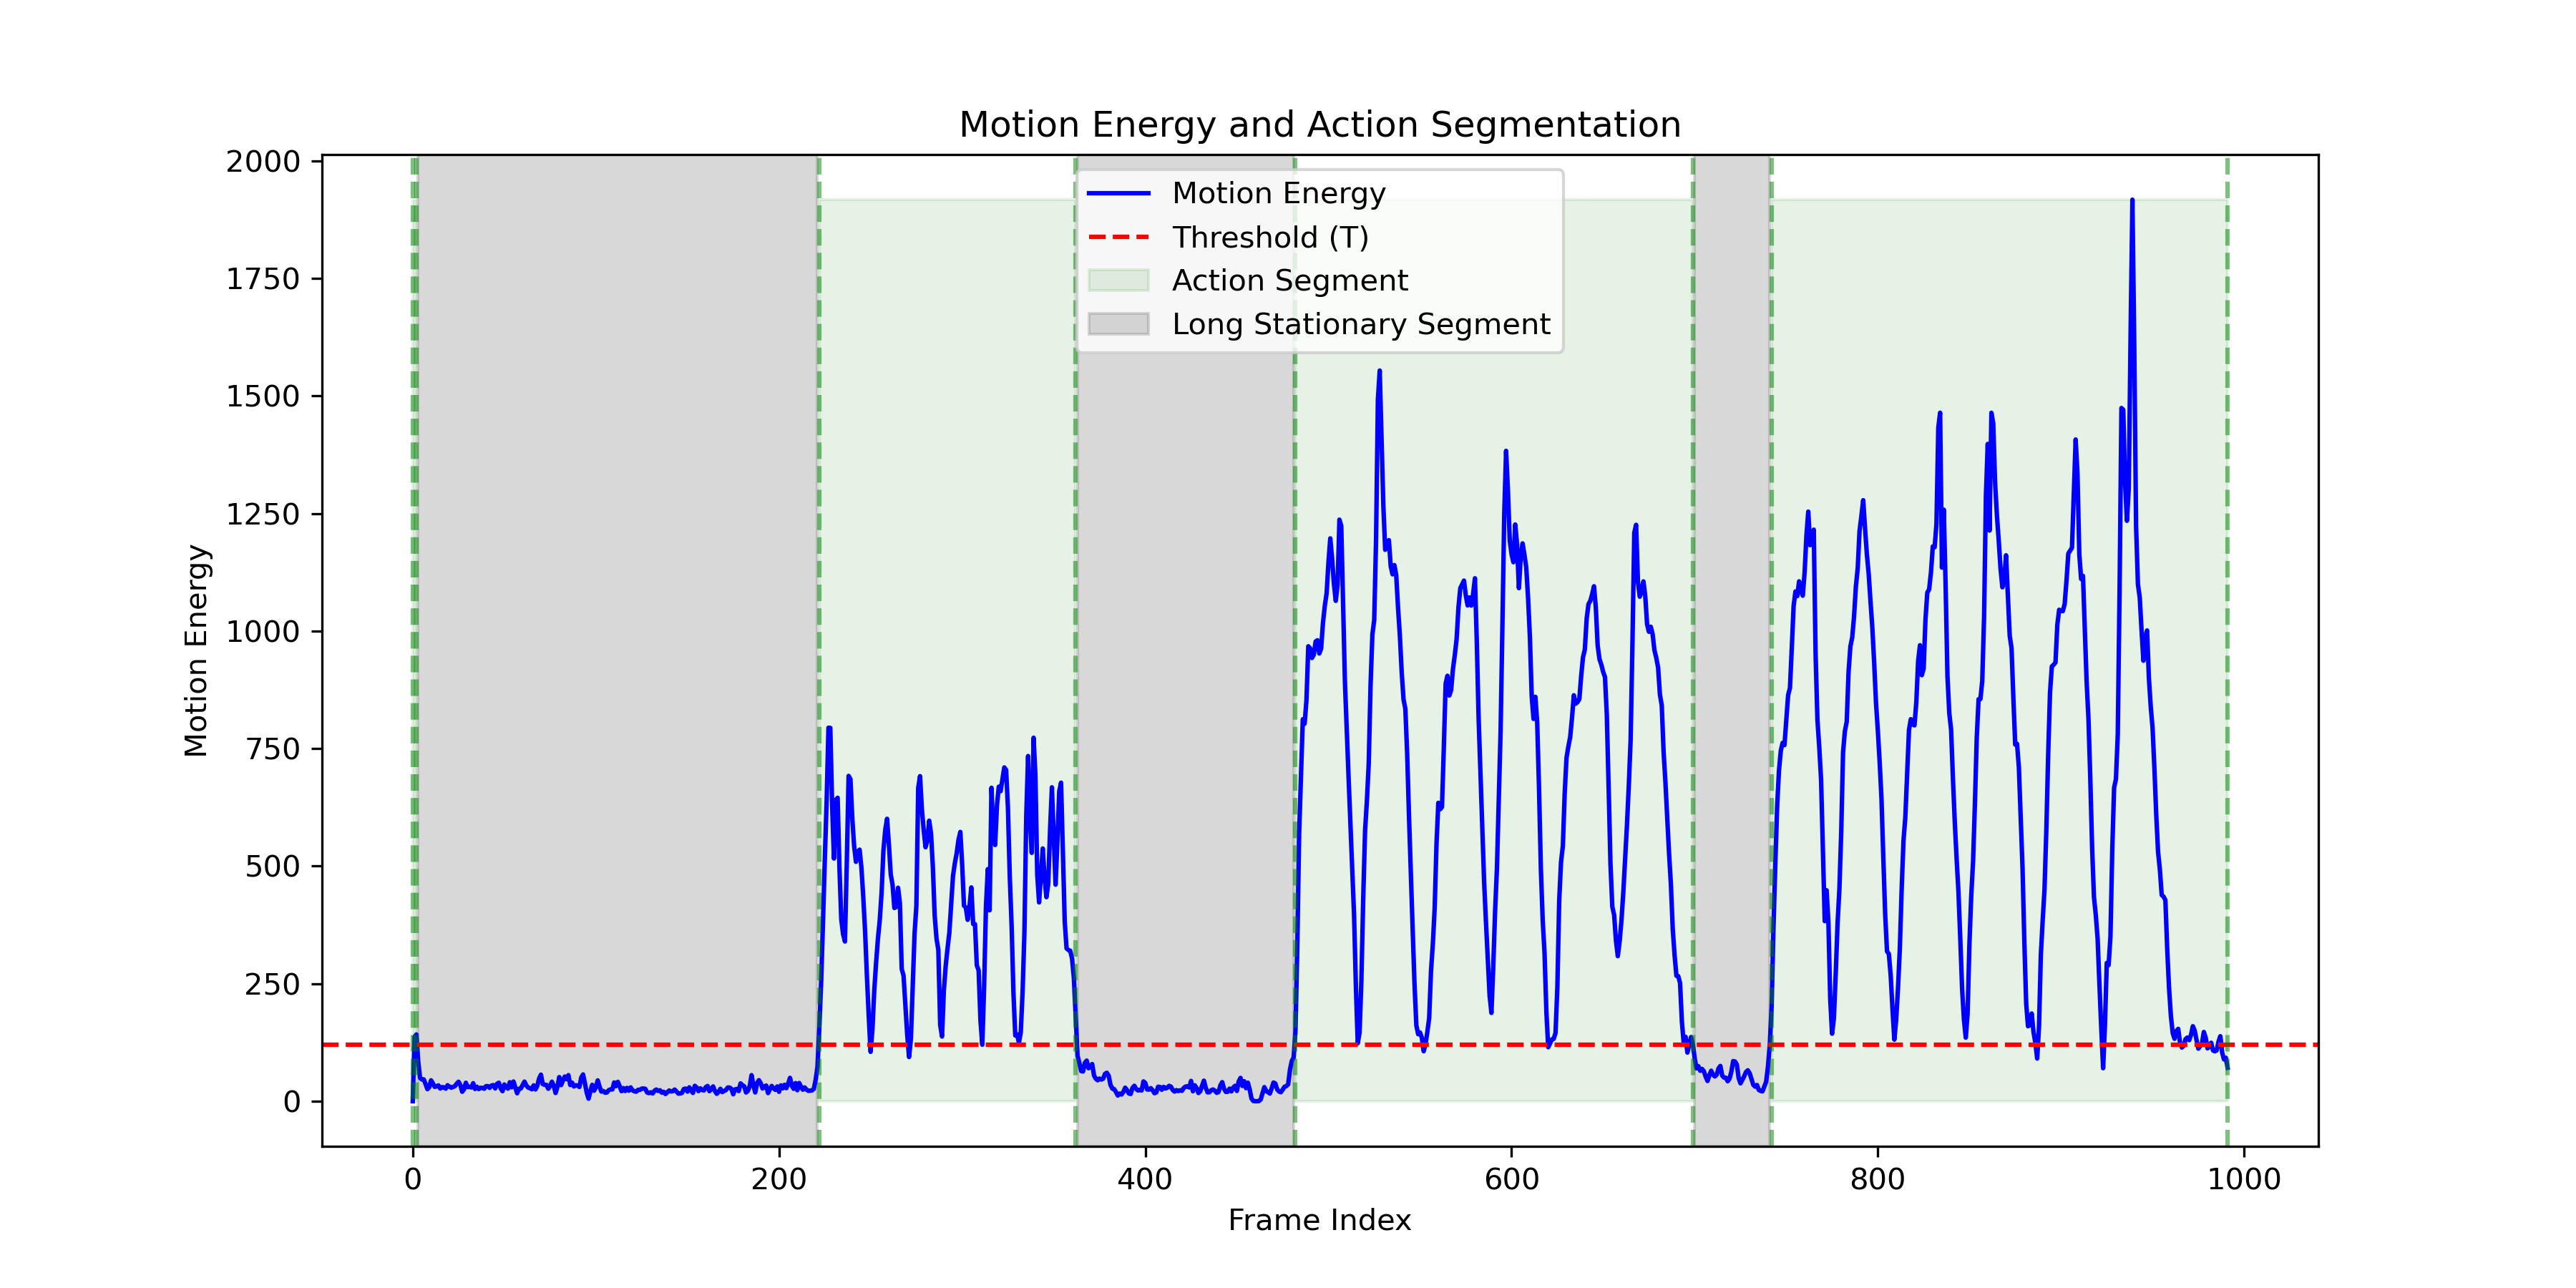 Motion Energy and Action Segmentation
2000
1750
1500
1250
1000
750
500
250
0
Motion Energy
Motion Energy
Threshold (T)
Action Segment
Long Stationary Segment
0
200
400
600
800
1000
Frame Index